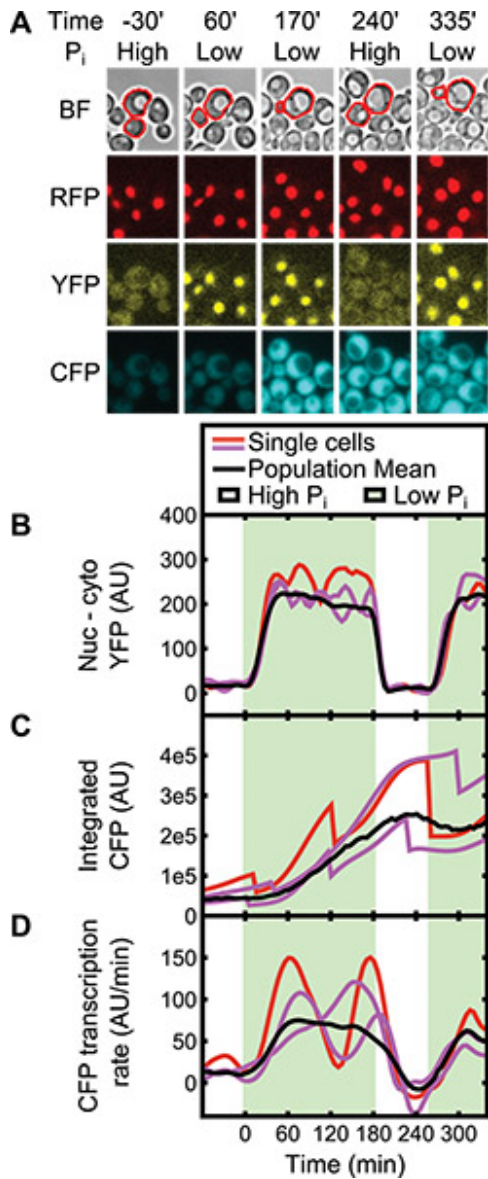 A Time -30' 60' 170' 240' 335'
Pi High Low Low High Low
BF
RFP
YFP
CFP
Single cells
Population Mean
High Pi Low Pi
B
Nuc - cyto
YFP (AU)
400
300
200
100
0
C
Integrated
CFP (AU)
4e5
3e5
2e5
1e5
0
D
CFP transcription
rate (AU/min)
150
100
50
0
0 60 120 180 240 300
Time (min)